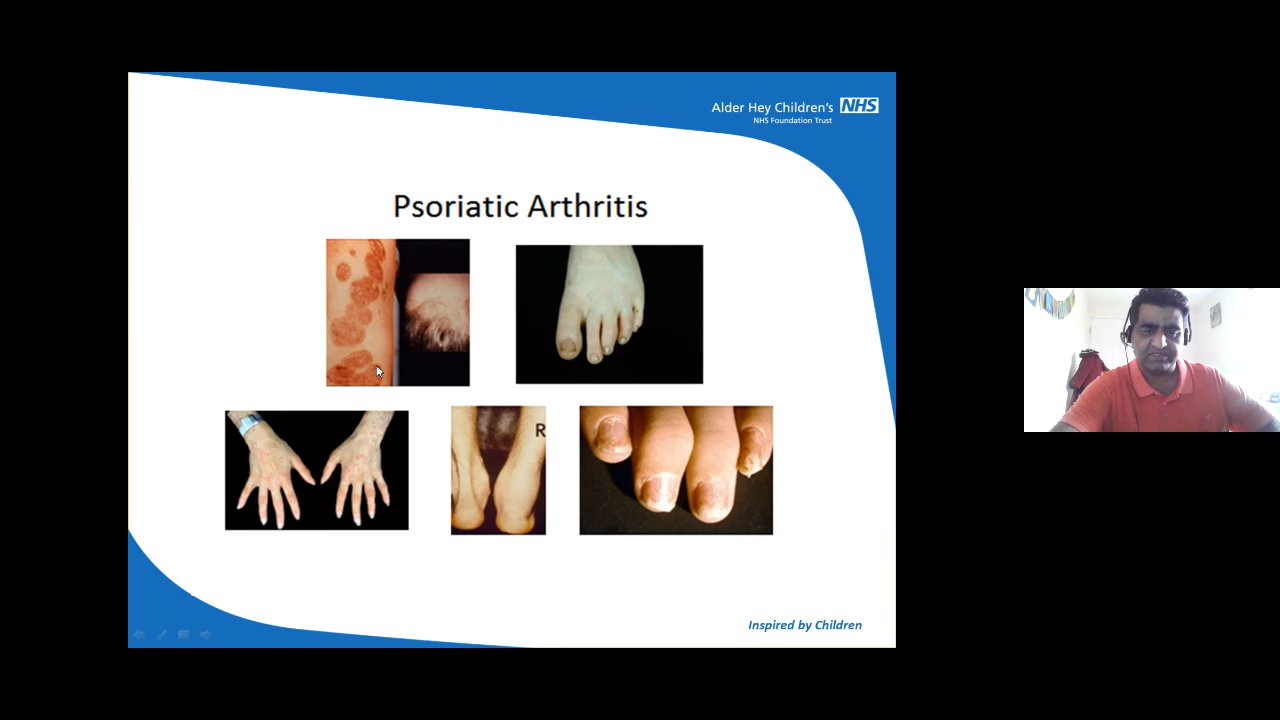 Alder Hey Children's NHS
NHS Foundation Trust
Psoriatic Arthritis
R
Inspired by Children